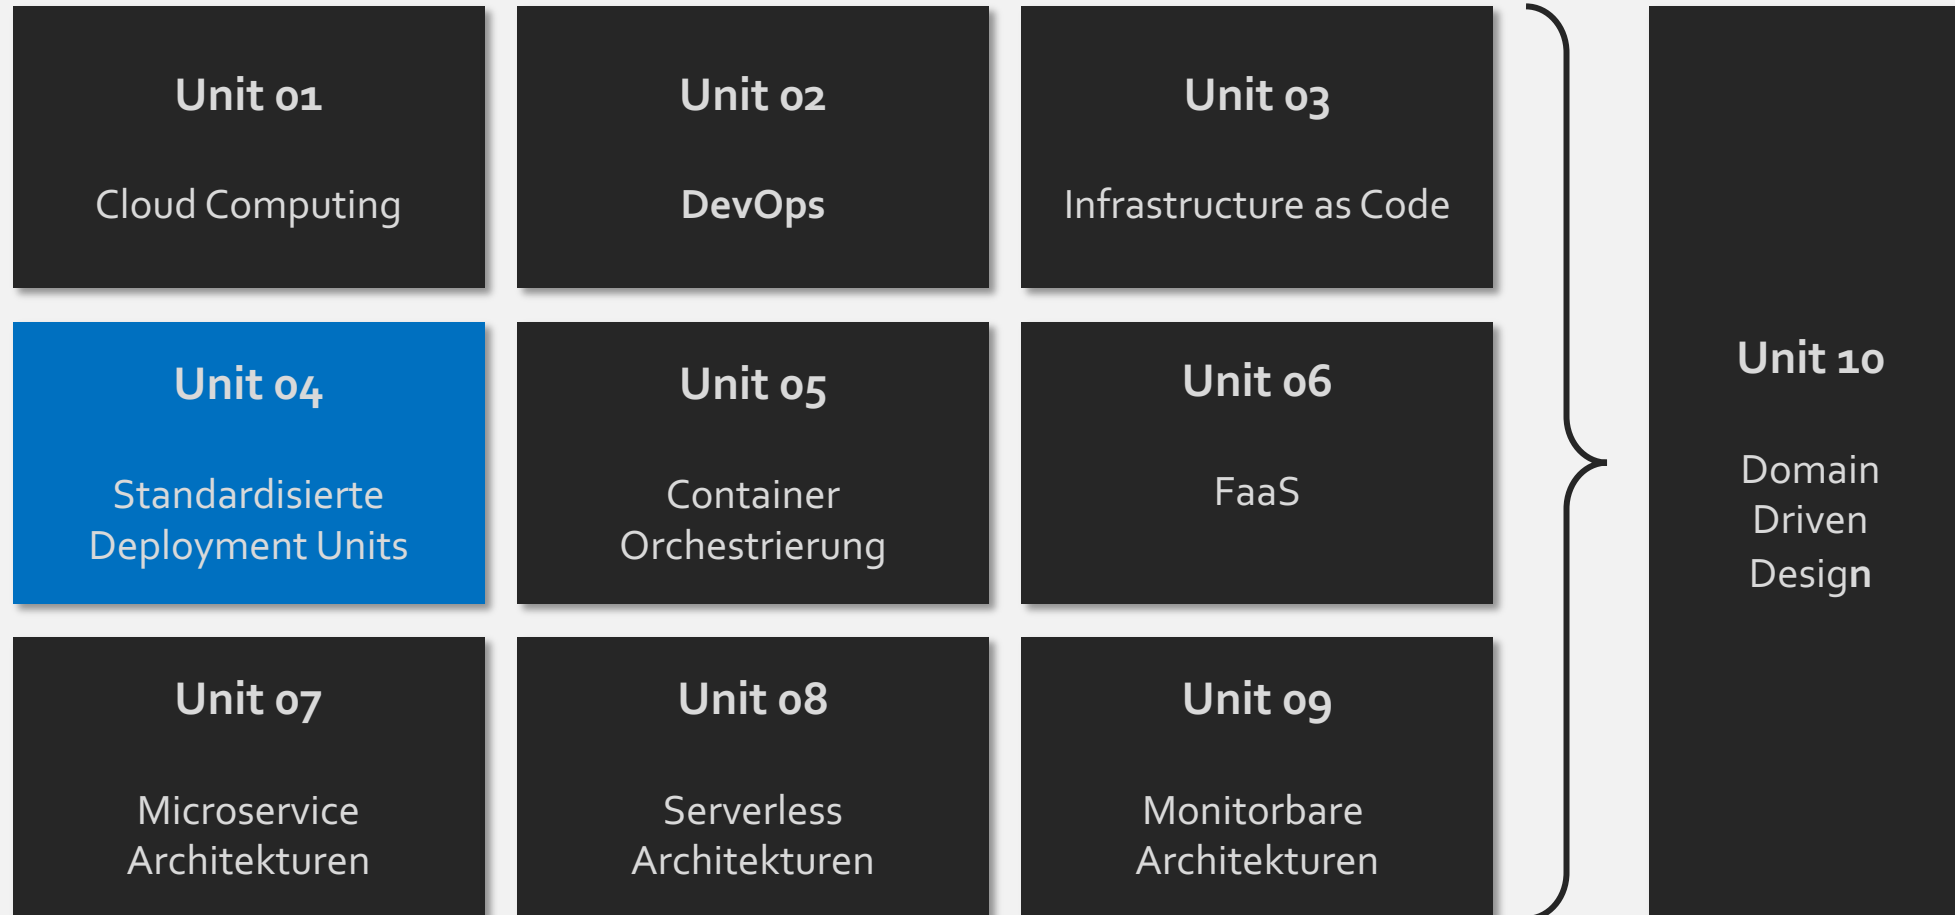 Unit 01
Cloud Computing
Unit 02
DevOps
Unit 03
Infrastructure as Code
Unit 04
Standardisierte
Deployment Units
Unit 05
Container
Orchestrierung
Unit 06
FaaS
Unit 07
Microservice
Architekturen
Unit 08
Serverless
Architekturen
Unit 09
Monitorbare
Architekturen
Unit 10
Domain
Driven
Design